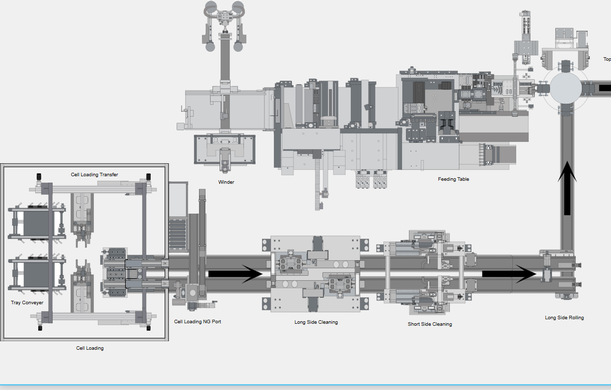 Top
Winder
Feeding Table
Cell Loading Transfer
Tray Conveyer
Cell Loading
Cell Loading NG Port
Long Side Cleaning
Short Side Cleaning
Long Side Rolling